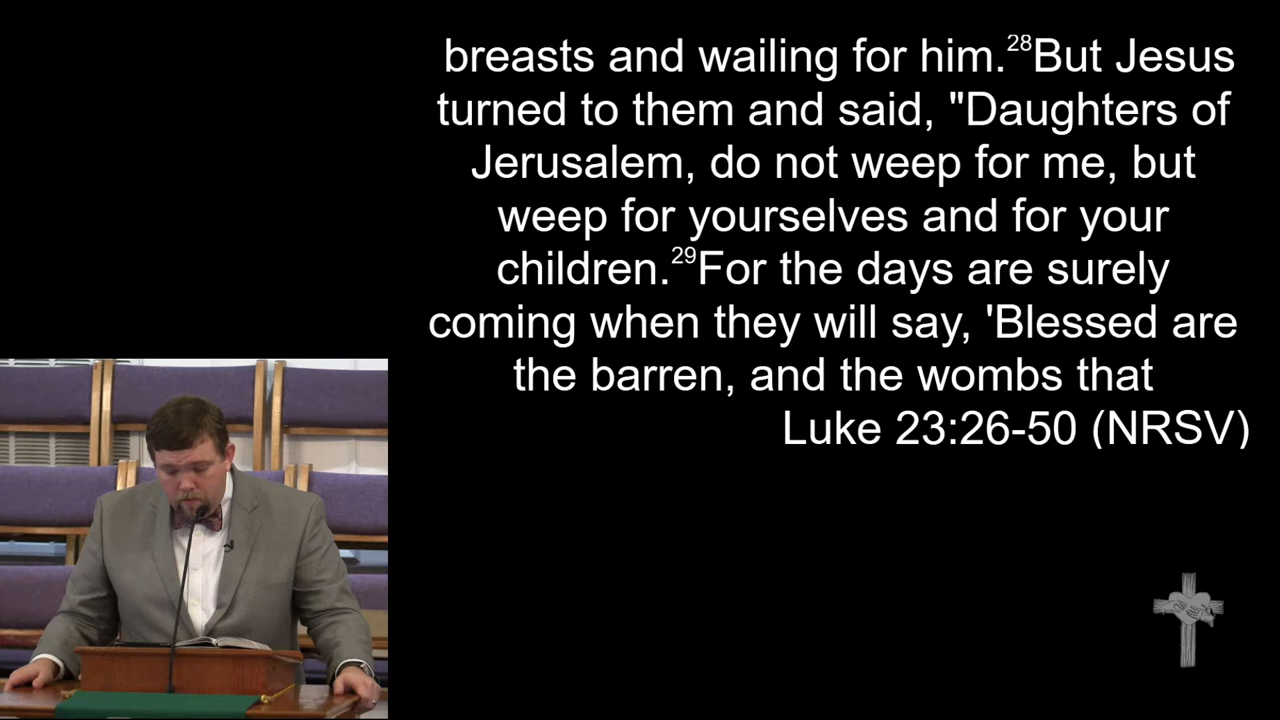 breasts and wailing for him.28But Jesus
turned to them and said, "Daughters of
Jerusalem, do not weep for me, but
weep for yourselves and for your
children.29For the days are surely
coming when they will say, 'Blessed are
the barren, and the wombs that
Luke 23:26-50 (NRSV)